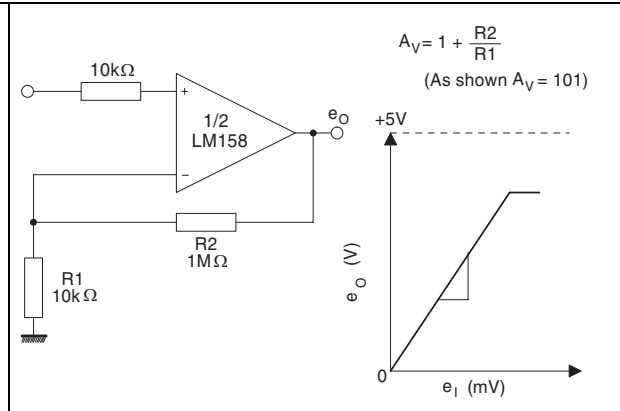 10kΩ
1/2
LM158
e_O
R2
1MΩ
R1
10kΩ
A_V = 1 + R2/R1
(As shown A_V = 101)
+5V
e_O (V)
0
e_I (mV)
+
−